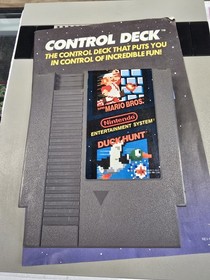 CONTROL DECK™
THE CONTROL DECK THAT PUTS YOU
IN CONTROL OF INCREDIBLE FUN!
SUPER MARIO BROS.
Nintendo
ENTERTAINMENT SYSTEM
DUCK HUNT